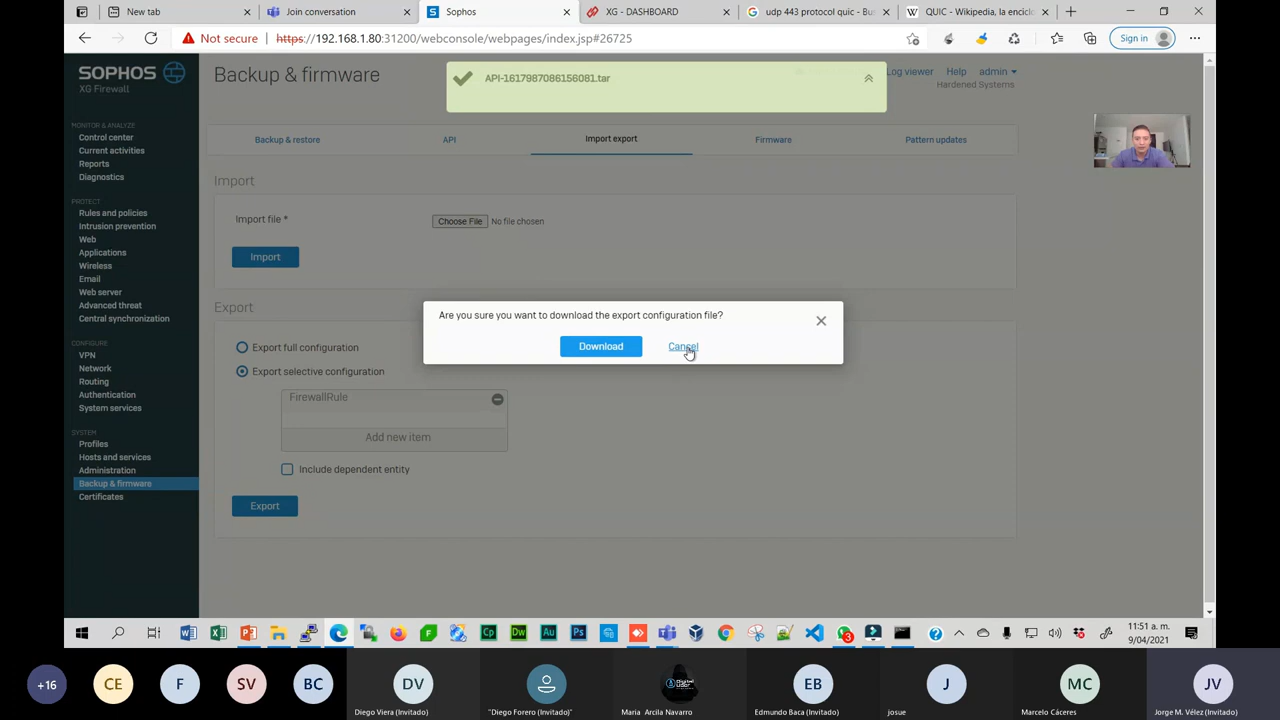 New tab
Join conversation
Sophos
XG - DASHBOARD
udp 443 protocol quic - Bus
QUIC - Wikipedia, la enciclo
Not secure
https://192.168.1.80:31200/webconsole/webpages/index.jsp#26725
Sign in
SOPHOS
XG Firewall
Backup & firmware
API-1617987086156081.tar
Log viewer
Help
admin
Hardened Systems
MONITOR & ANALYZE
Control center
Current activities
Reports
Diagnostics
PROTECT
Rules and policies
Intrusion prevention
Web
Applications
Wireless
Email
Web server
Advanced threat
Central synchronization
CONFIGURE
VPN
Network
Routing
Authentication
System services
SYSTEM
Profiles
Hosts and services
Administration
Backup & firmware
Certificates
Backup & restore
API
Import export
Firmware
Pattern updates
Import
Import file *
Choose File
No file chosen
Import
Export
Are you sure you want to download the export configuration file?
Download
Cancel
Export full configuration
Export selective configuration
FirewallRule
Add new item
Include dependent entity
Export
11:51 a. m.
9/04/2021
+16
CE
F
SV
BC
DV
Diego Viera (Invitado)
"Diego Forero (Invitado)"
Maria Arcila Navarro
EB
Edmundo Baca (Invitado)
J
josue
MC
Marcelo Cáceres
JV
Jorge M. Vélez (Invitado)